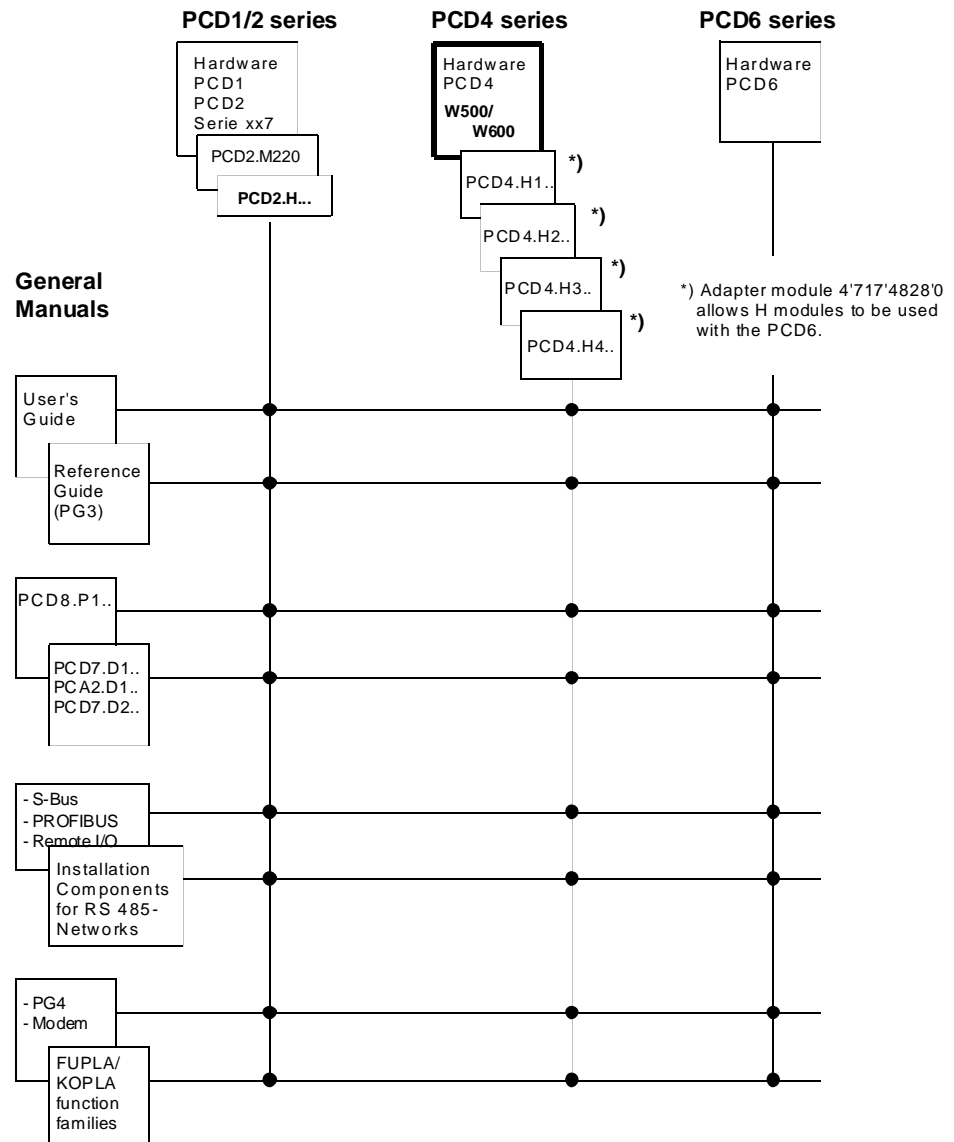 PCD1/2 series
PCD4 series
PCD6 series
Hardware
PCD1
PCD2
Serie xx7
PCD2.M220
PCD2.H...
Hardware
PCD4
W500/
W600
PCD4.H1..
*)
PCD4.H2..
*)
PCD4.H3..
*)
PCD4.H4..
*)
Hardware
PCD6
*) Adapter module 4'717'4828'0
allows H modules to be used
with the PCD6.
General
Manuals
User's
Guide
Reference
Guide
(PG3)
PCD8.P1..
PCD7.D1..
PCA2.D1..
PCD7.D2..
- S-Bus
- PROFIBUS
- Remote I/O
Installation
Components
for RS 485-
Networks
- PG4
- Modem
FUPLA/
KOPLA
function
families